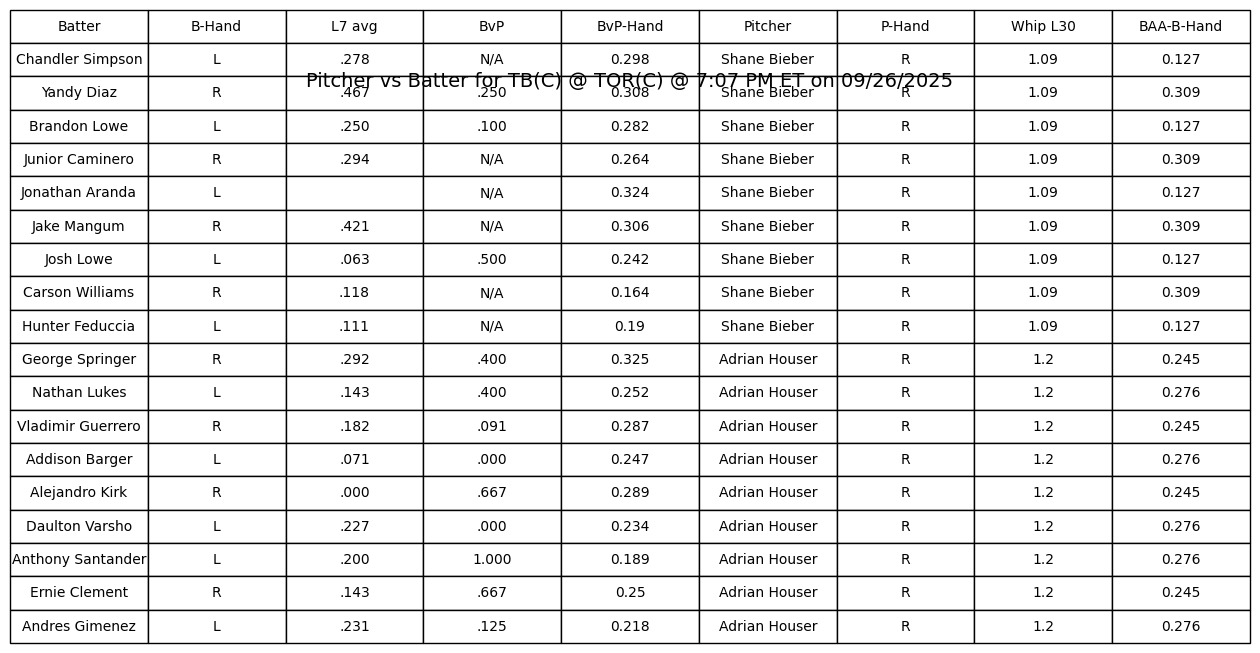 Batter B-Hand L7 avg BvP BvP-Hand Pitcher P-Hand Whip L30 BAA-B-Hand
Chandler Simpson L .278 N/A 0.298 Shane Bieber R 1.09 0.127
Pitcher vs Batter for TB(C) @ TOR(C) @ 7:07 PM ET on 09/26/2025
Yandy Diaz R .467 .250 0.308 Shane Bieber R 1.09 0.309
Brandon Lowe L .250 .100 0.282 Shane Bieber R 1.09 0.127
Junior Caminero R .294 N/A 0.264 Shane Bieber R 1.09 0.309
Jonathan Aranda L N/A 0.324 Shane Bieber R 1.09 0.127
Jake Mangum R .421 N/A 0.306 Shane Bieber R 1.09 0.309
Josh Lowe L .063 .500 0.242 Shane Bieber R 1.09 0.127
Carson Williams R .118 N/A 0.164 Shane Bieber R 1.09 0.309
Hunter Feduccia L .111 N/A 0.19 Shane Bieber R 1.09 0.127
George Springer R .292 .400 0.325 Adrian Houser R 1.2 0.245
Nathan Lukes L .143 .400 0.252 Adrian Houser R 1.2 0.276
Vladimir Guerrero R .182 .091 0.287 Adrian Houser R 1.2 0.245
Addison Barger L .071 .000 0.247 Adrian Houser R 1.2 0.276
Alejandro Kirk R .000 .667 0.289 Adrian Houser R 1.2 0.245
Daulton Varsho L .227 .000 0.234 Adrian Houser R 1.2 0.276
Anthony Santander L .200 1.000 0.189 Adrian Houser R 1.2 0.276
Ernie Clement R .143 .667 0.25 Adrian Houser R 1.2 0.245
Andres Gimenez L .231 .125 0.218 Adrian Houser R 1.2 0.276